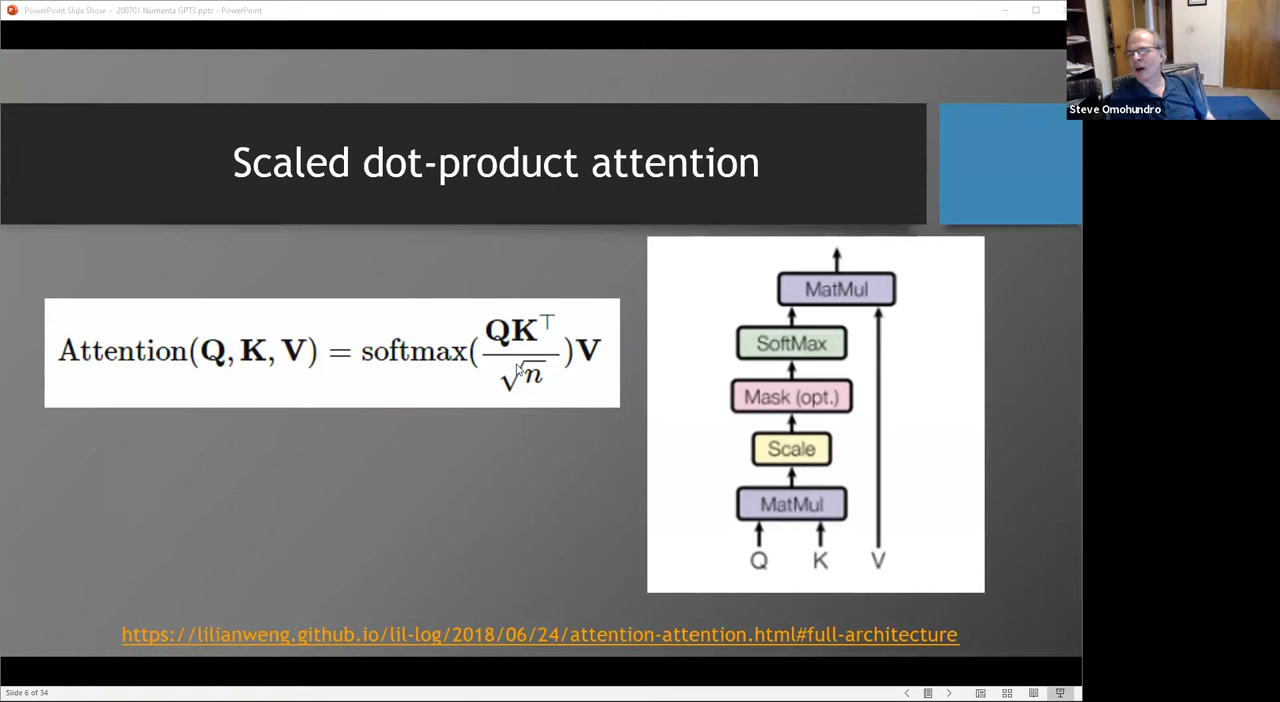 PowerPoint Slide Show - 200701 Numenta GPT3.pptx - PowerPoint
Steve Omohundro
Scaled dot-product attention
Attention(Q, K, V) = softmax(QK⊤/√n)V
MatMul
SoftMax
Mask (opt.)
Scale
MatMul
Q K V
https://lilianweng.github.io/lil-log/2018/06/24/attention-attention.html#full-architecture
Slide 6 of 34